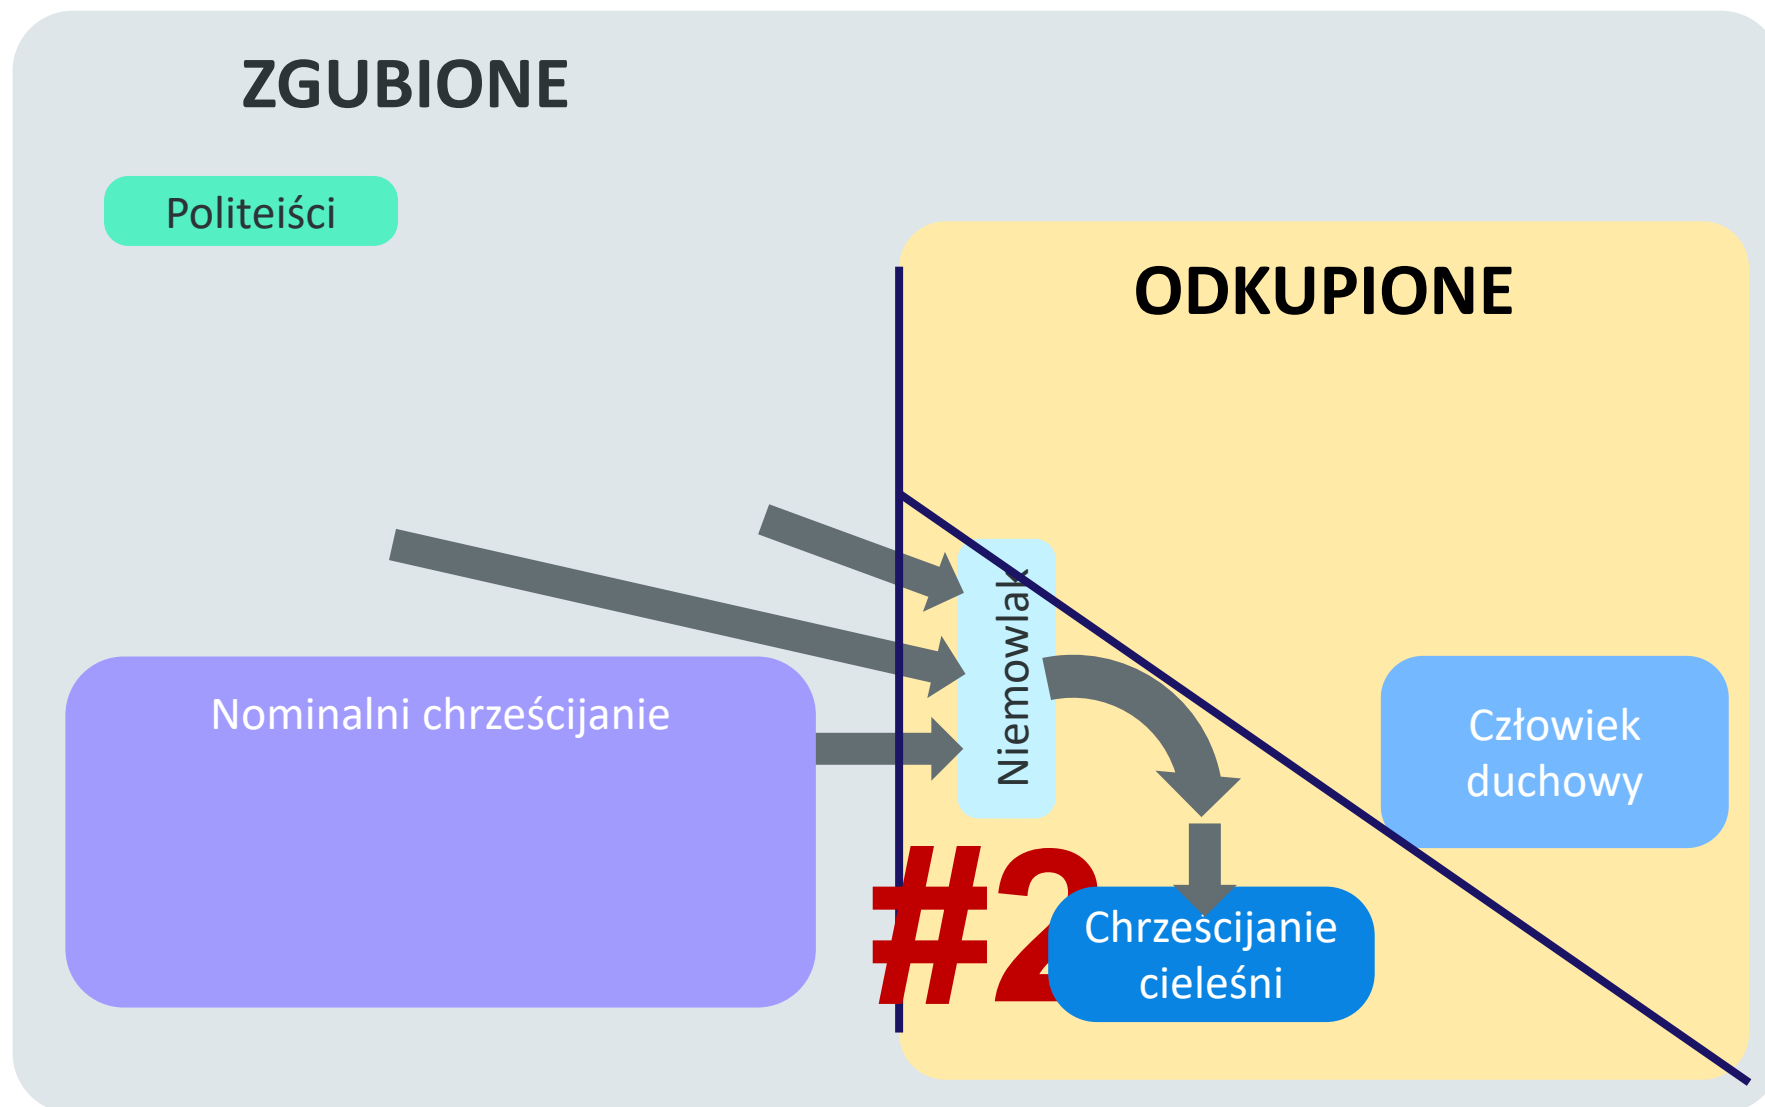 ZGUBIONE
Politeiści
ODKUPIONE
Niemowlak
Nominalni chrześcijanie
Człowiek
duchowy
#2
Chrześcijanie
cieleśni